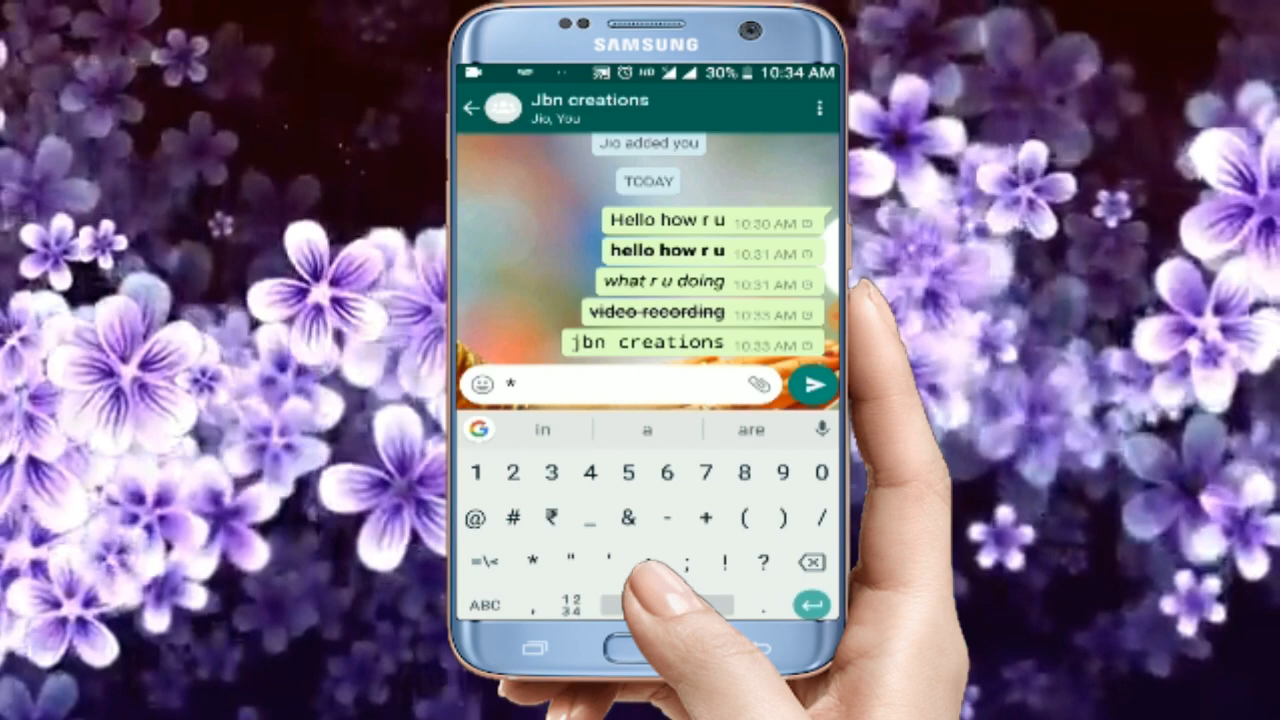 SAMSUNG
30% 10:34 AM
Jbn creations
Jio, You
Jio added you
TODAY
Hello how r u 10:30 AM
hello how r u 10:31 AM
what r u doing 10:31 AM
video recording 10:33 AM
jbn creations 10:33 AM
*
in a are
1 2 3 4 5 6 7 8 9 0
@ # ₹ _ & - + ( ) /
=\< * " ' ; ! ?
ABC , 12 34 .